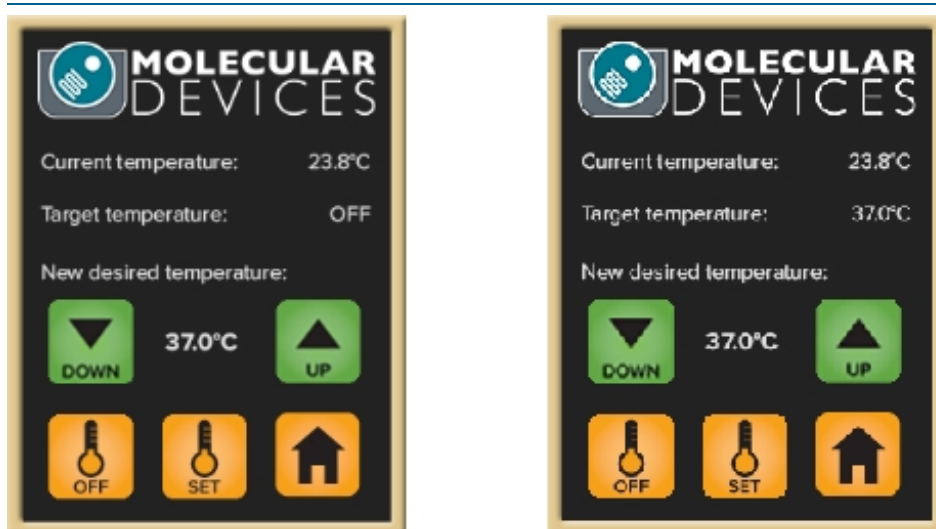 MOLECULAR
DEVICES
Current temperature: 23.8°C
Target temperature: OFF
New desired temperature:
DOWN 37.0°C UP
OFF SET
MOLECULAR
DEVICES
Current temperature: 23.8°C
Target temperature: 37.0°C
New desired temperature:
DOWN 37.0°C UP
OFF SET